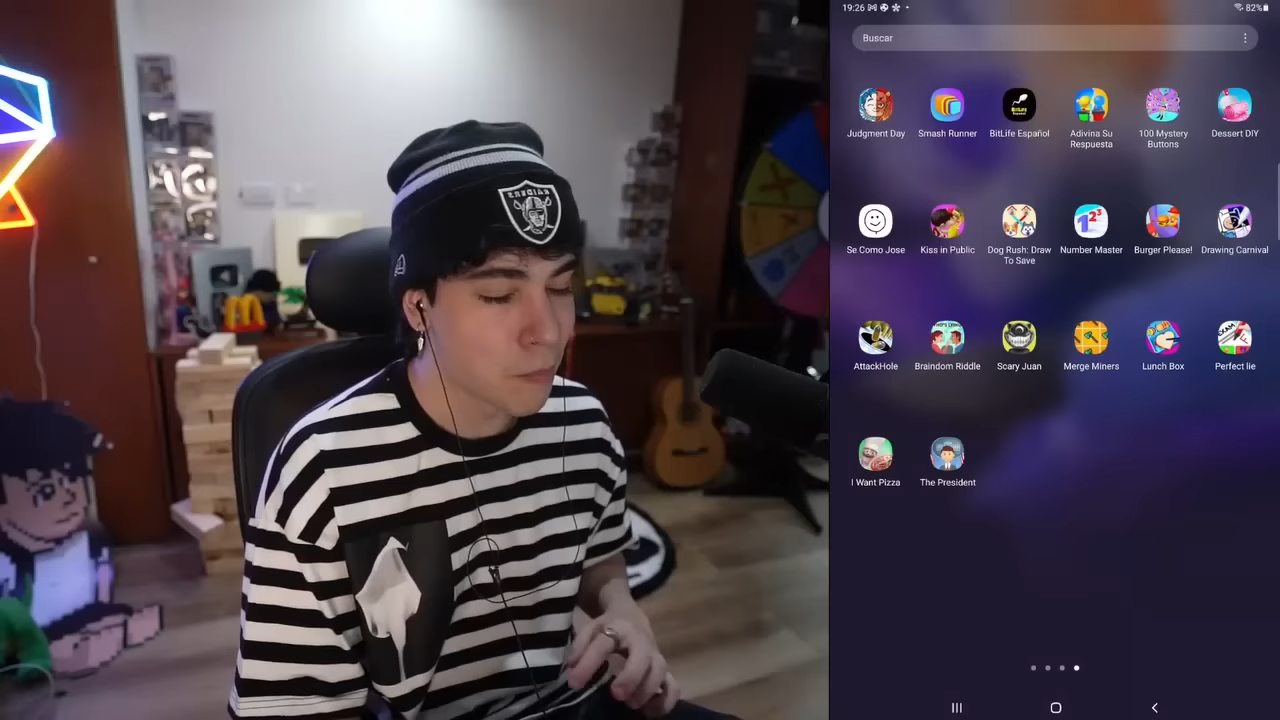 19:26
82%
Buscar
Judgment Day
Smash Runner
BitLife Español
Adivina Su
Respuesta
100 Mystery
Buttons
Dessert DIY
Se Como Jose
Kiss in Public
Dog Rush: Draw
To Save
Number Master
Burger Please!
Drawing Carnival
AttackHole
Braindom Riddle
Scary Juan
Merge Miners
Lunch Box
Perfect lie
I Want Pizza
The President
RAIDERS